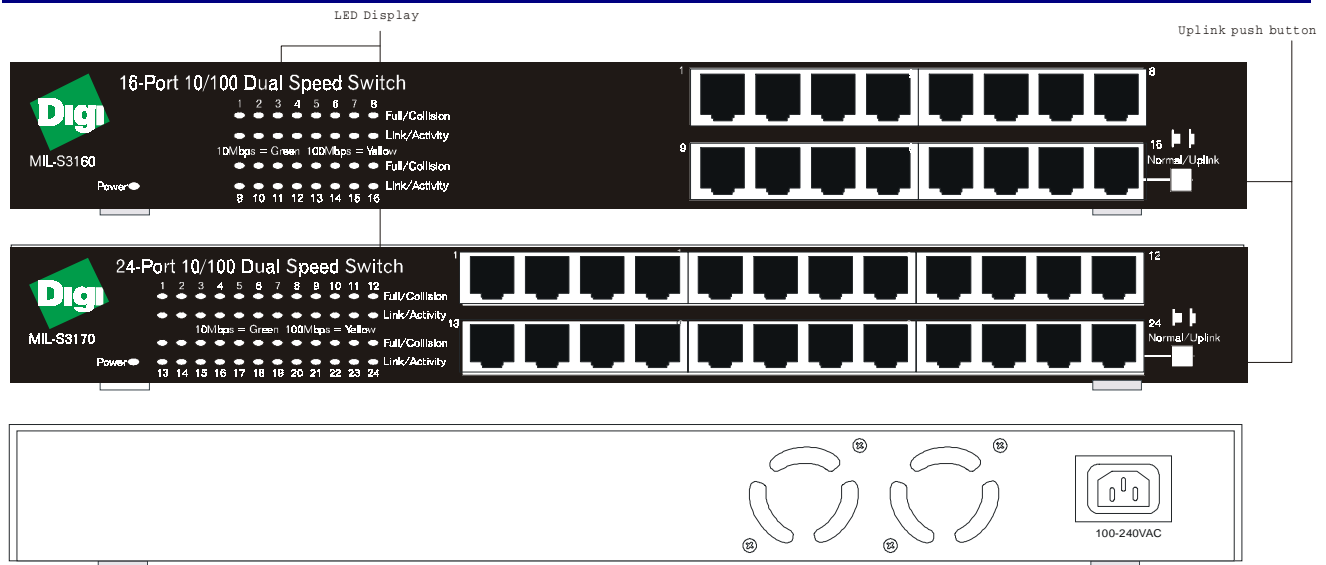 LED Display
Uplink push button
16-Port 10/100 Dual Speed Switch
1 8
Digi
1 2 3 4 5 6 7 8
Full/Collision
Link/Activity
10Mbps = Green 100Mbps = Yellow
Full/Collision
Link/Activity
9 10 11 12 13 14 15 16
MIL-S3160
Power
9 16
Normal/Uplink
24-Port 10/100 Dual Speed Switch
1 12
Digi
1 2 3 4 5 6 7 8 9 10 11 12
Full/Collision
Link/Activity
10Mbps = Green 100Mbps = Yellow
Full/Collision
Link/Activity
13 14 15 16 17 18 19 20 21 22 23 24
MIL-S3170
Power
13 24
Normal/Uplink
100-240VAC